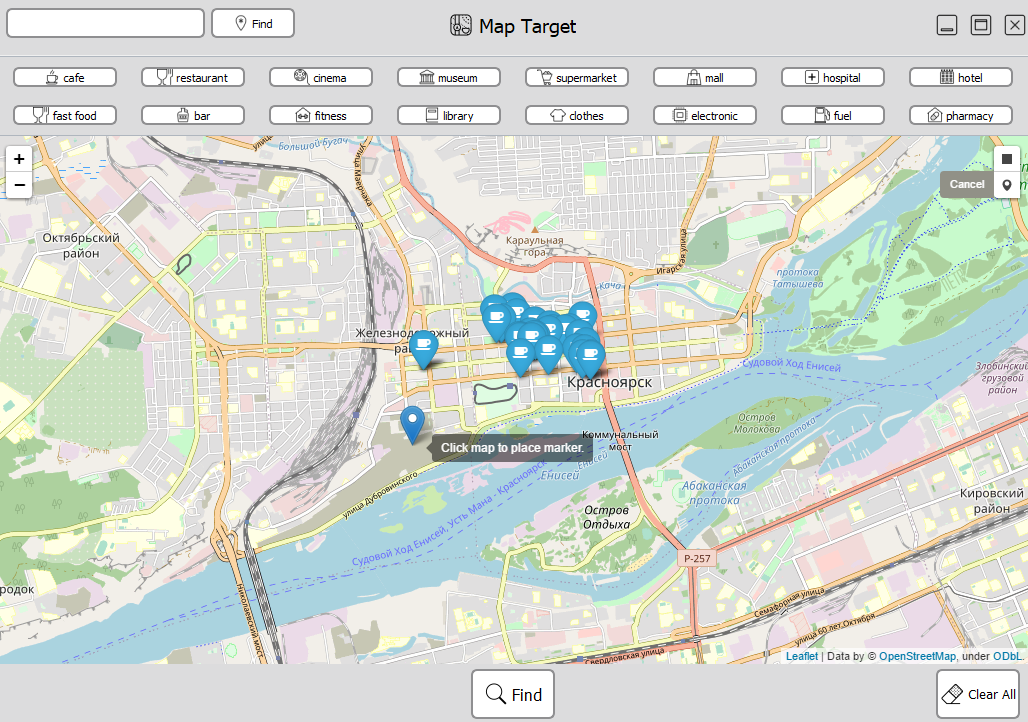 Find
Map Target
cafe
restaurant
cinema
museum
supermarket
mall
hospital
hotel
fast food
bar
fitness
library
clothes
electronic
fuel
pharmacy
+
−
Cancel
Большой Бугач
улица Маерчака
Октябрьский
район
Караульная
гора
Игарская улица
Кача
протока
Татышева
Железнодорожный
Судовой Ход Енисей
Злобинский
грузовой
район
Красноярск
Остров
Молокова
Click map to place marker.
Коммунальный
мост
Енисей
Абаканская протока
Абаканская
протока
улица Дубровинского
Судовой Ход Енисей, Усть Мана - Красноярск
Остров
Отдыха
Кировский
район
Р-257
Николаевский мост
Семафорная улица
улица 60 лет Октября
Свердловская улица
Leaflet | Data by © OpenStreetMap, under ODbL.
Find
Clear All